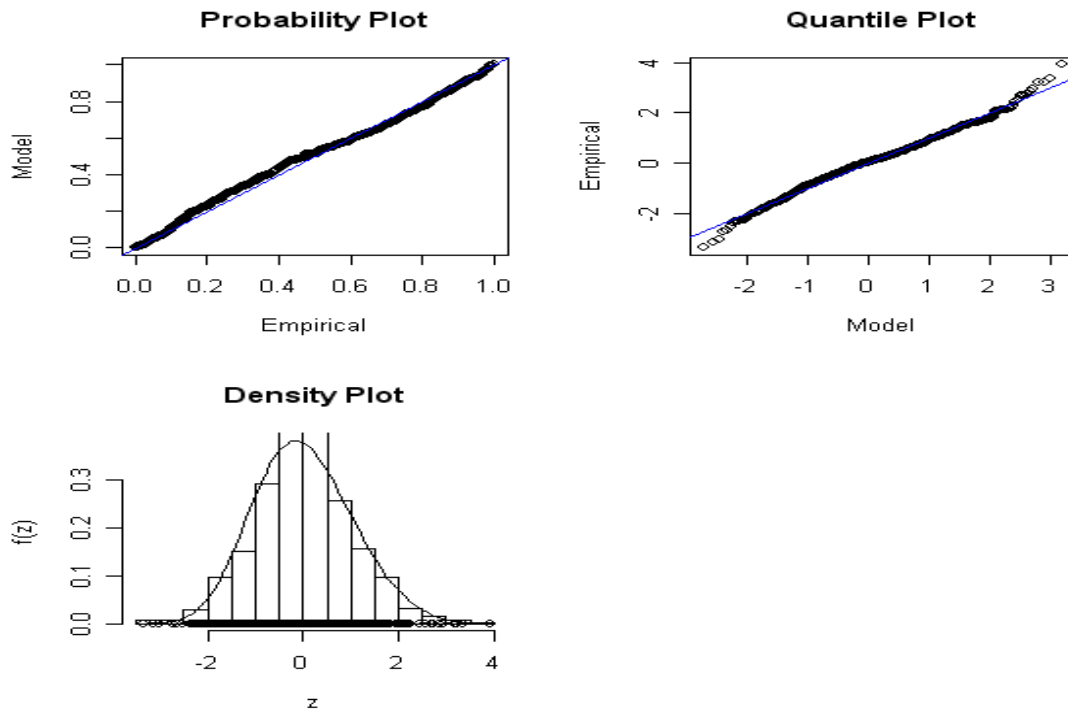 Probability Plot
Model
0.0 0.4 0.8
0.0 0.2 0.4 0.6 0.8 1.0
Empirical
Quantile Plot
Empirical
-2 0 2 4
-2 -1 0 1 2 3
Model
Density Plot
f(z)
0.0 0.1 0.2 0.3
-2 0 2 4
z